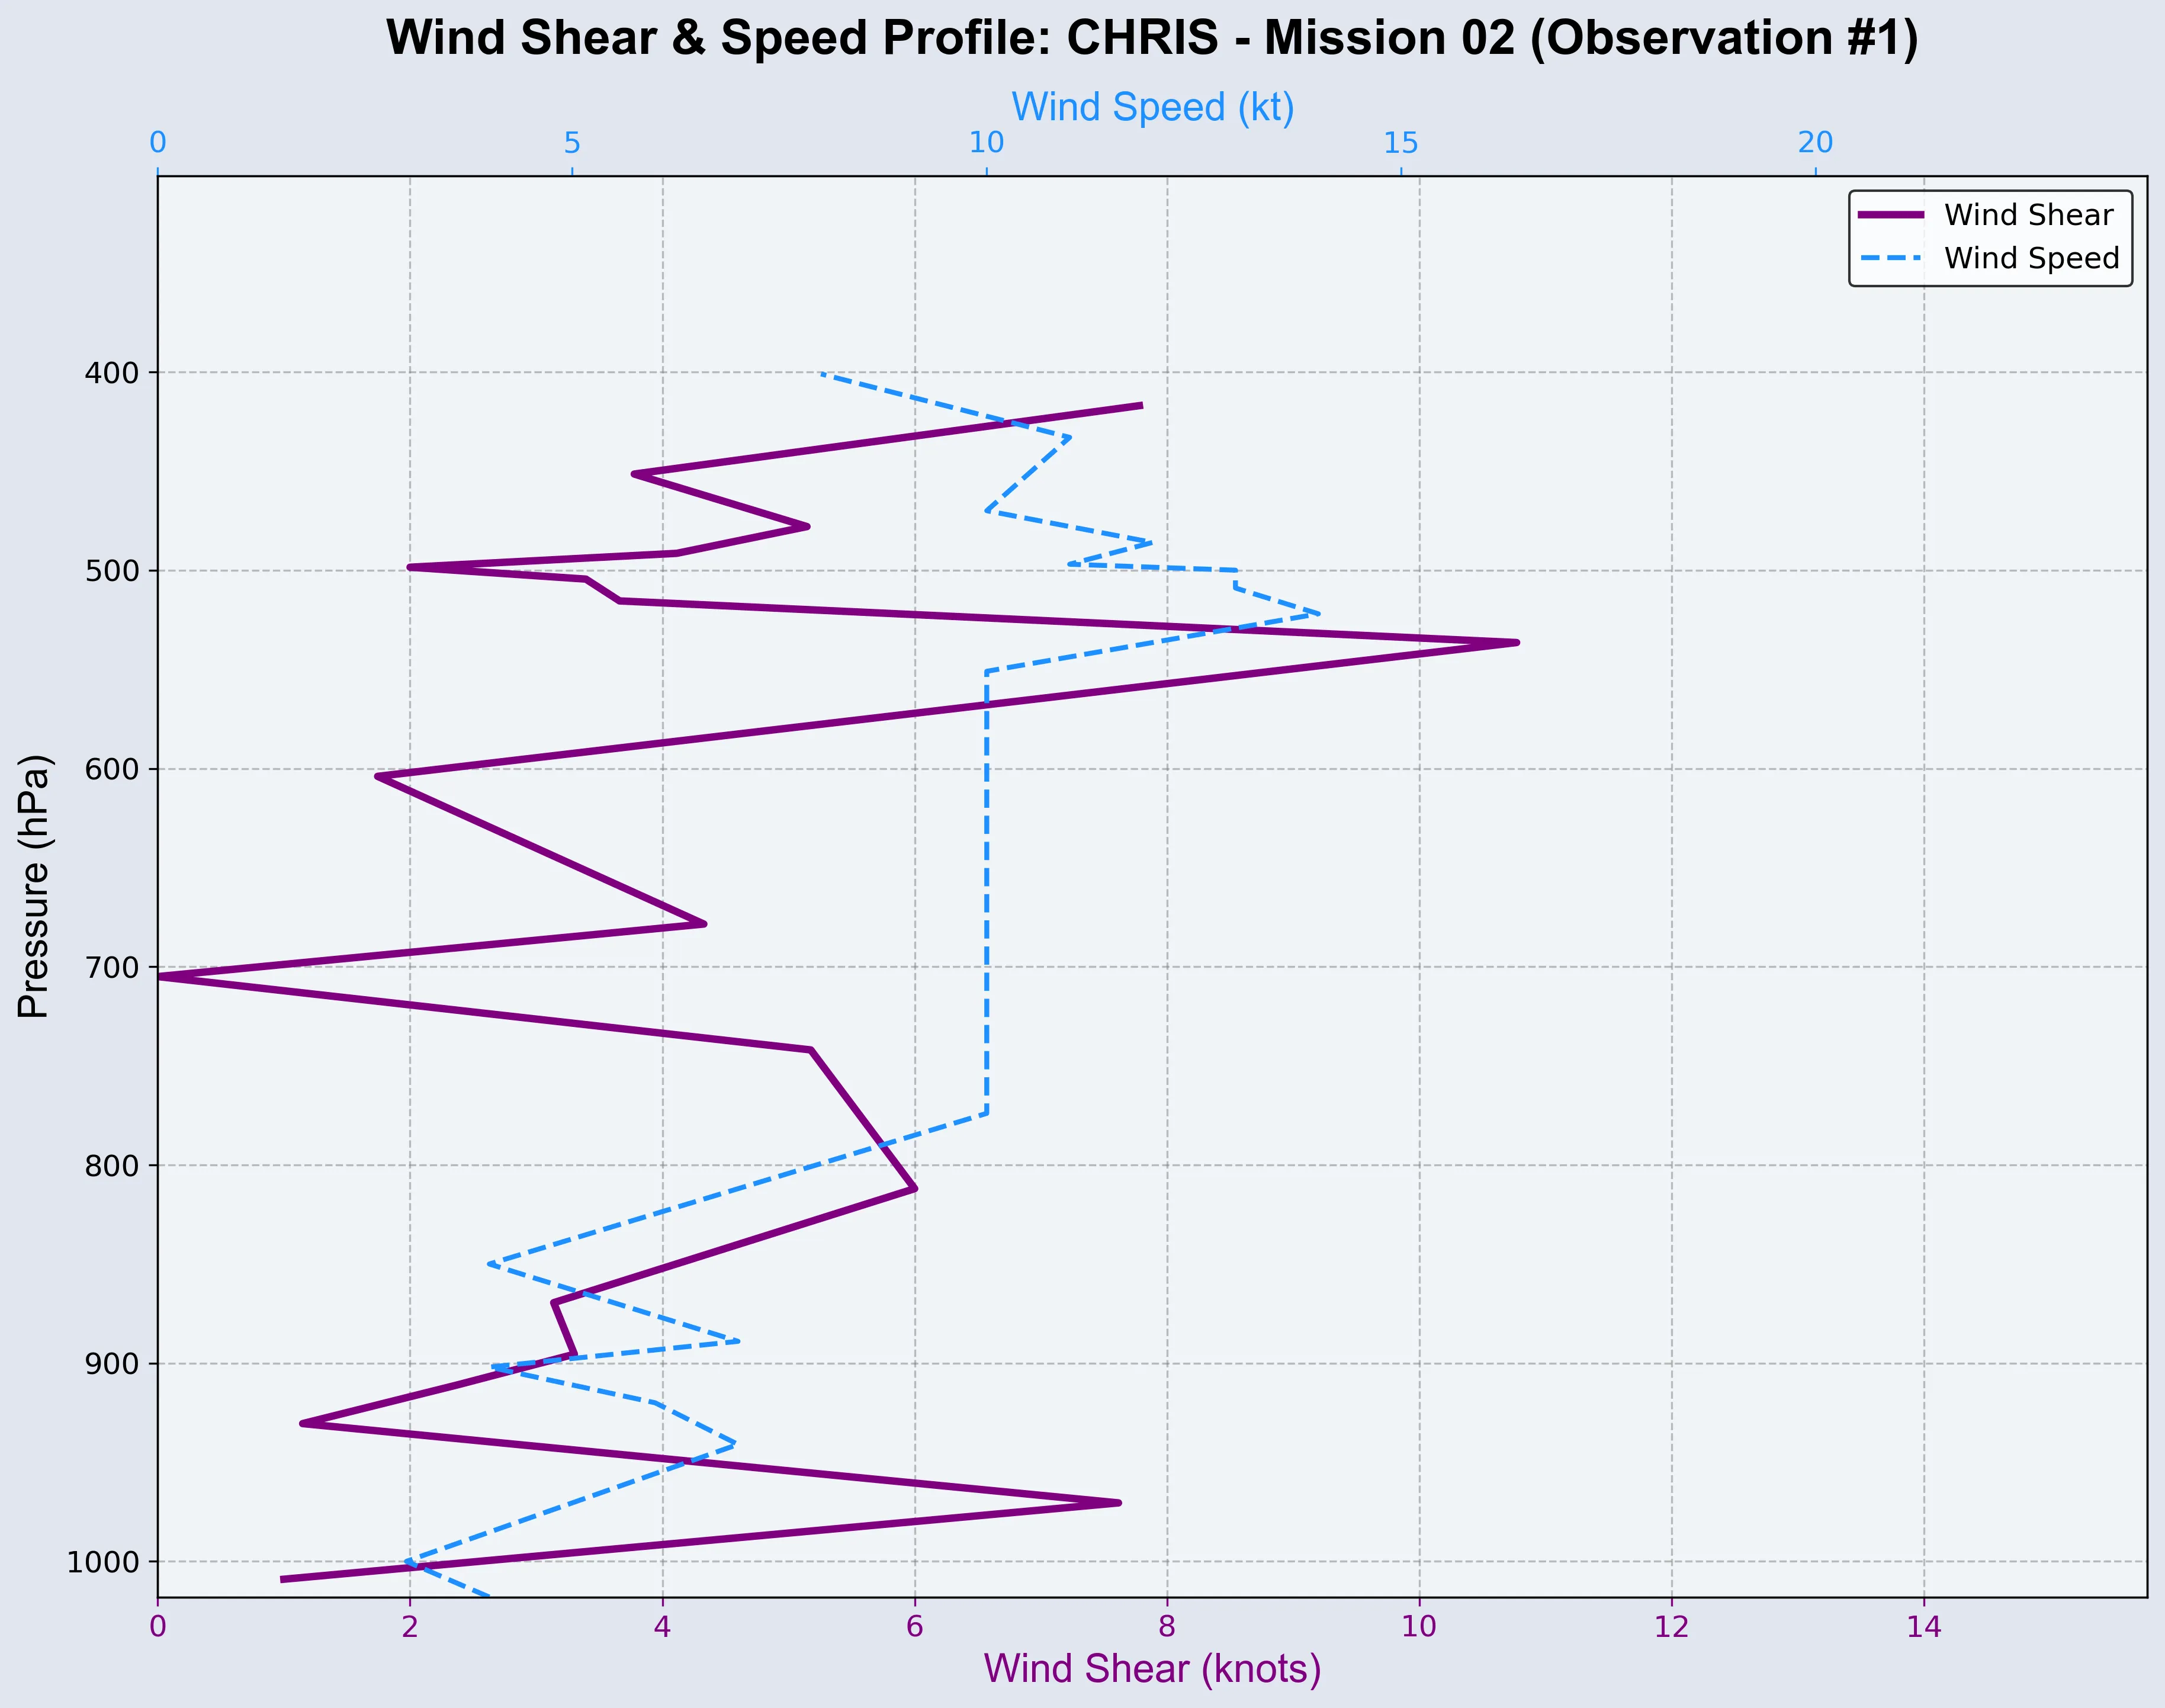 Wind Shear & Speed Profile: CHRIS - Mission 02 (Observation #1)
Wind Speed (kt)
0 5 10 15 20
Wind Shear
Wind Speed
400
500
600
700
800
900
1000
Pressure (hPa)
0 2 4 6 8 10 12 14
Wind Shear (knots)